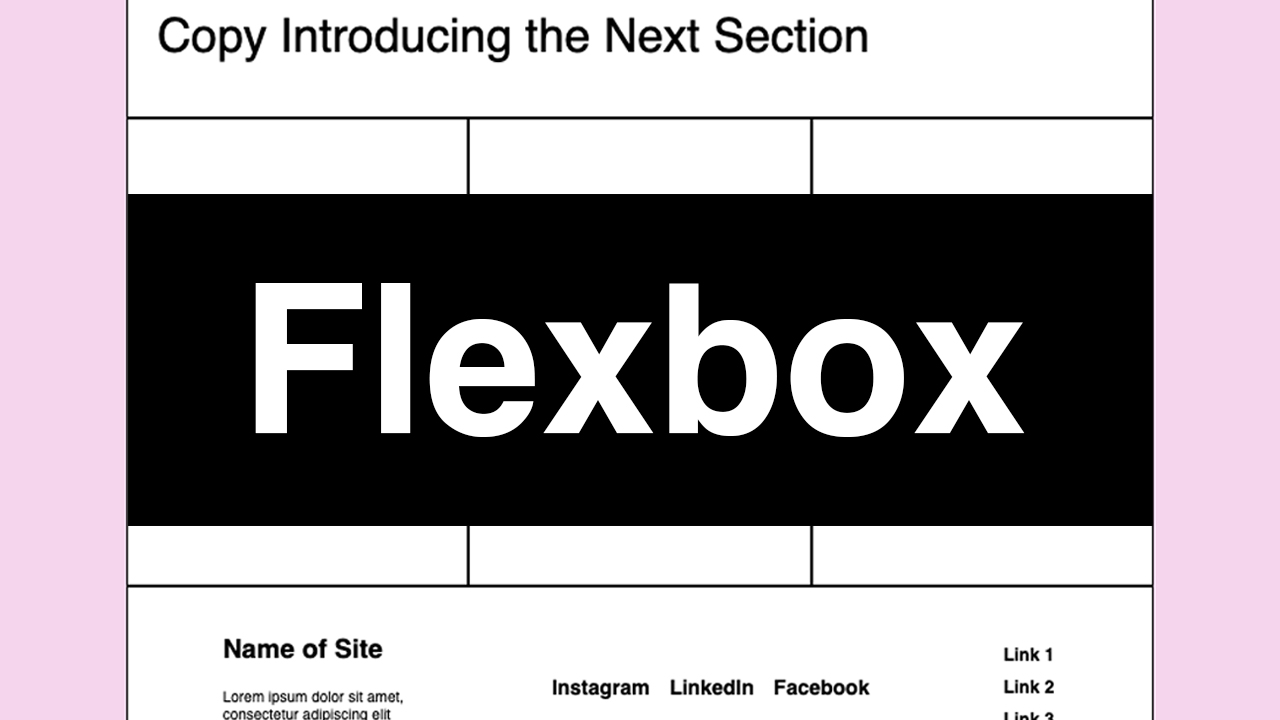 Copy Introducing the Next Section
Flexbox
Name of Site
Lorem ipsum dolor sit amet,
consectetur adipiscing elit
Instagram LinkedIn Facebook
Link 1
Link 2
Link 3